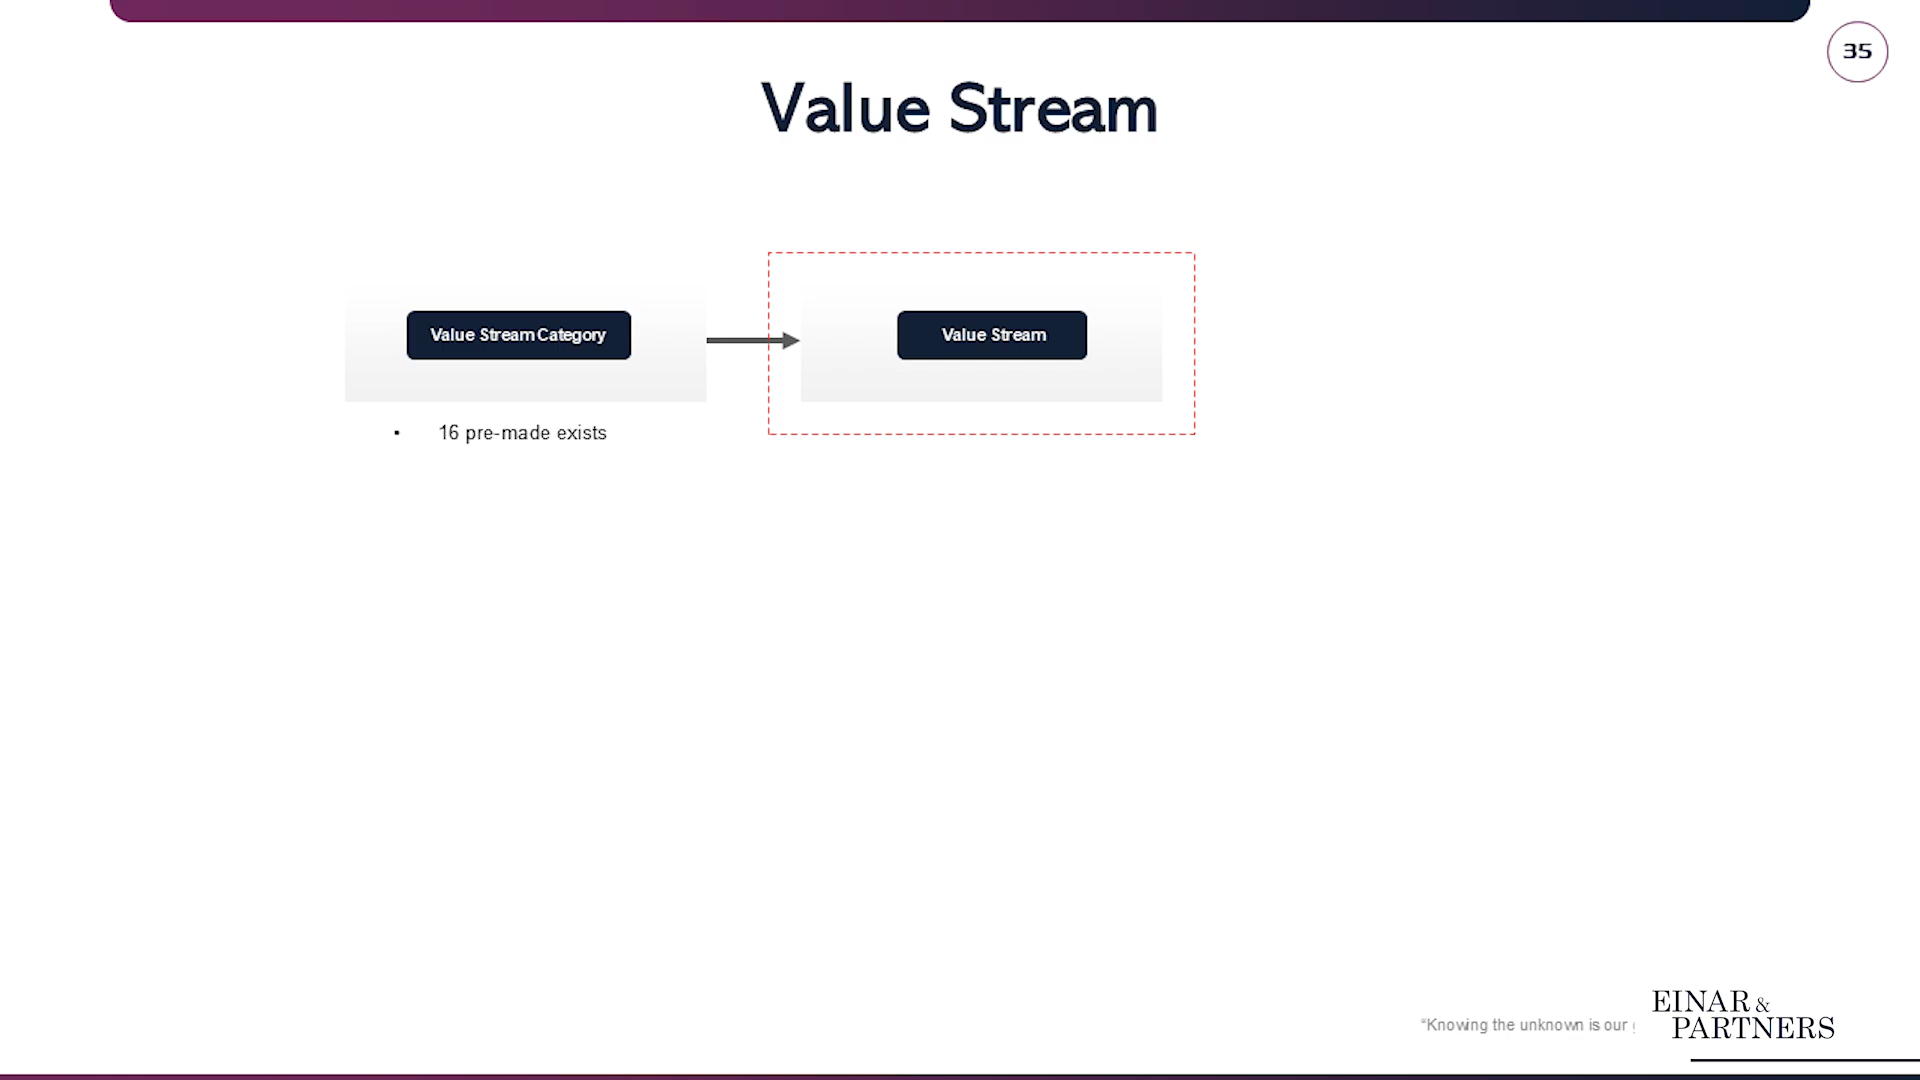 35
Value Stream
Value Stream Category
Value Stream
• 16 pre-made exists
“Knowing the unknown is our
EINAR &
PARTNERS